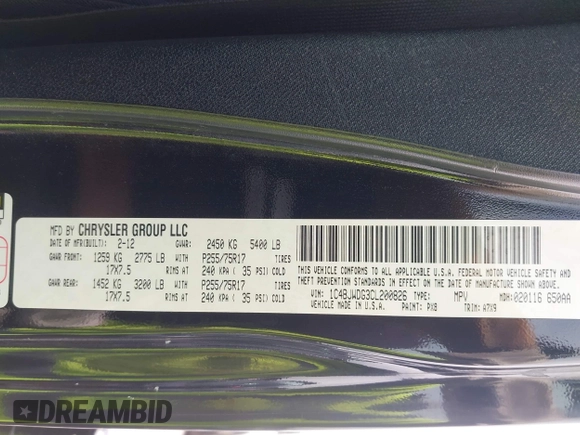 MFD BY CHRYSLER GROUP LLC
DATE OF MFR(BUILT): 2-12 GVWR: 2450 KG 5400 LB
GAWR FRONT: 1259 KG 2775 LB WITH P255/75R17 TIRES
17X7.5 RIMS AT 240 KPA ( 35 PSI) COLD
GAWR REAR: 1452 KG 3200 LB WITH P255/75R17 TIRES
17X7.5 RIMS AT 240 KPA ( 35 PSI) COLD
THIS VEHICLE CONFORMS TO ALL APPLICABLE U.S.A. FEDERAL MOTOR VEHICLE SAFETY, AND
THEFT PREVENTION STANDARDS IN EFFECT ON THE DATE OF MANUFACTURE SHOWN ABOVE.
VIN: 1C4BJWDG3CL200826 TYPE: MPV MDH: 020116 650AA
VEHICLE MADE IN U.S.A. PAINT: PX8 TRIM: A7X9
DREAMBID